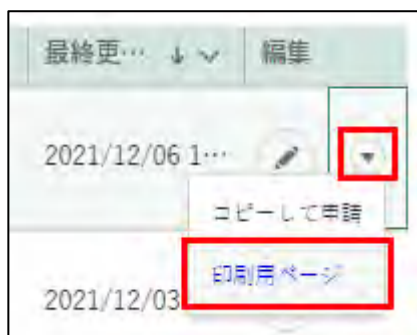 最終更… ↓ 編集
2021/12/06 1…
コピーして申請
印刷用ページ
2021/12/03